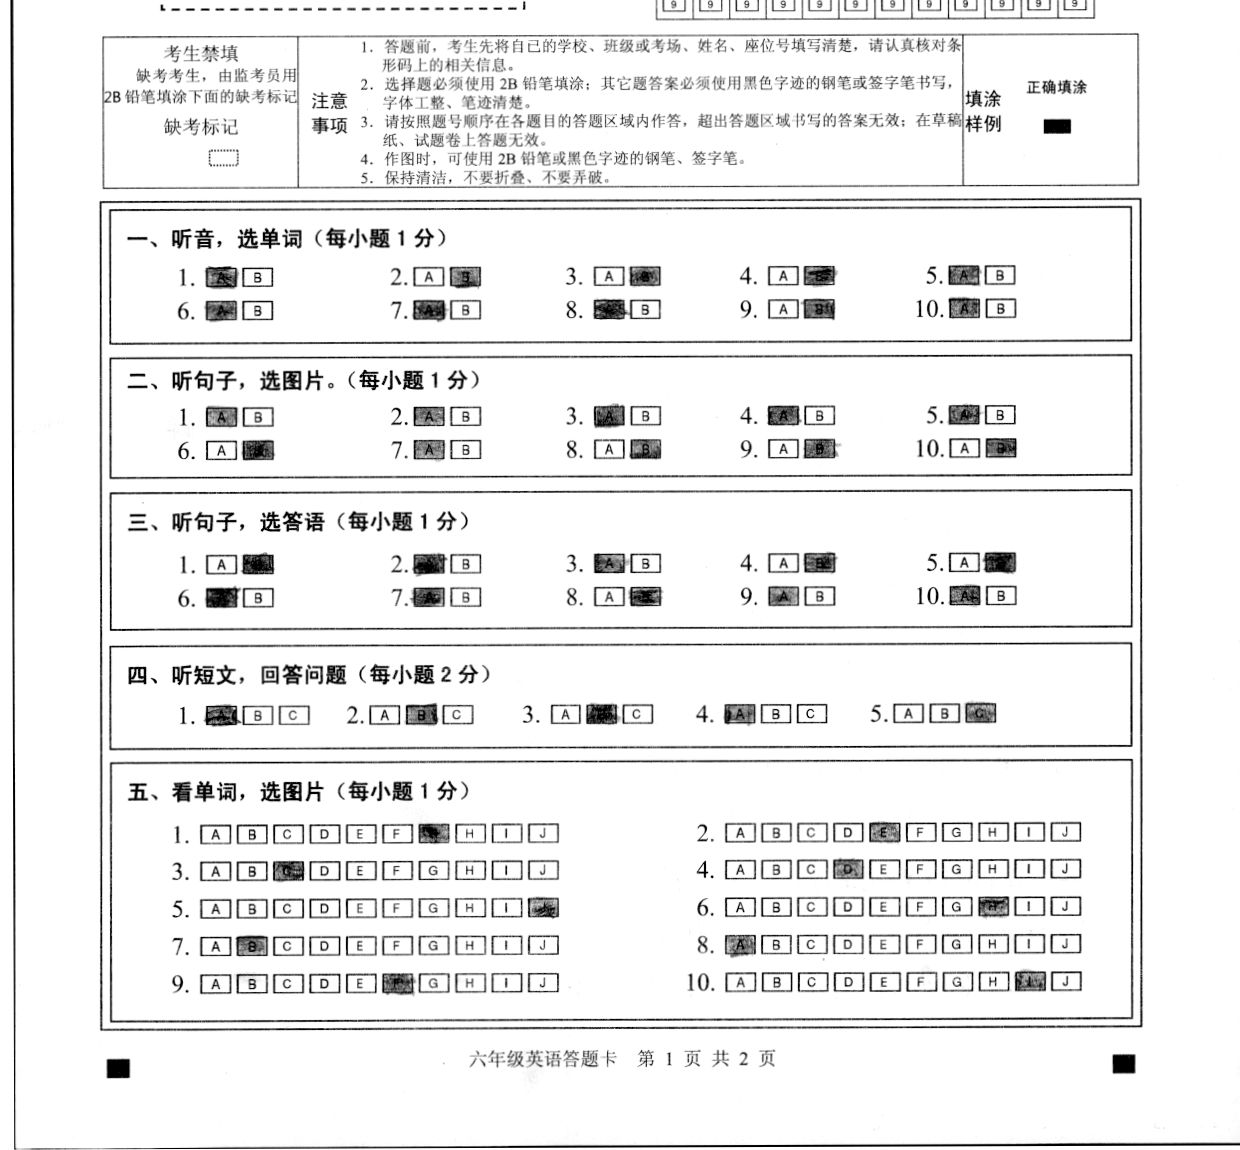 9 9 9 9 9 9 9 9 9 9 9 9
考生禁填
缺考考生，由监考员用
2B 铅笔填涂下面的缺考标记
缺考标记
注意
事项
1. 答题前，考生先将自己的学校、班级或考场、姓名、座位号填写清楚，请认真核对条
形码上的相关信息。
2. 选择题必须使用 2B 铅笔填涂；其它题答案必须使用黑色字迹的钢笔或签字笔书写，
字体工整、笔迹清楚。
3. 请按照题号顺序在各题目的答题区域内作答，超出答题区域书写的答案无效；在草稿
纸、试题卷上答题无效。
4. 作图时，可使用 2B 铅笔或黑色字迹的钢笔、签字笔。
5. 保持清洁，不要折叠、不要弄破。
填涂
样例
正确填涂
一、听音，选单词（每小题 1 分）
1. A B 2. A B 3. A B 4. A B 5. A B
6. A B 7. A B 8. A B 9. A B 10. A B
二、听句子，选图片。（每小题 1 分）
1. A B 2. A B 3. A B 4. A B 5. A B
6. A B 7. A B 8. A B 9. A B 10. A B
三、听句子，选答语（每小题 1 分）
1. A B 2. A B 3. A B 4. A B 5. A B
6. A B 7. A B 8. A B 9. A B 10. A B
四、听短文，回答问题（每小题 2 分）
1. A B C 2. A B C 3. A B C 4. A B C 5. A B C
五、看单词，选图片（每小题 1 分）
1. A B C D E F G H I J 2. A B C D E F G H I J
3. A B C D E F G H I J 4. A B C D E F G H I J
5. A B C D E F G H I J 6. A B C D E F G H I J
7. A B C D E F G H I J 8. A B C D E F G H I J
9. A B C D E F G H I J 10. A B C D E F G H I J
六年级英语答题卡 第 1 页 共 2 页